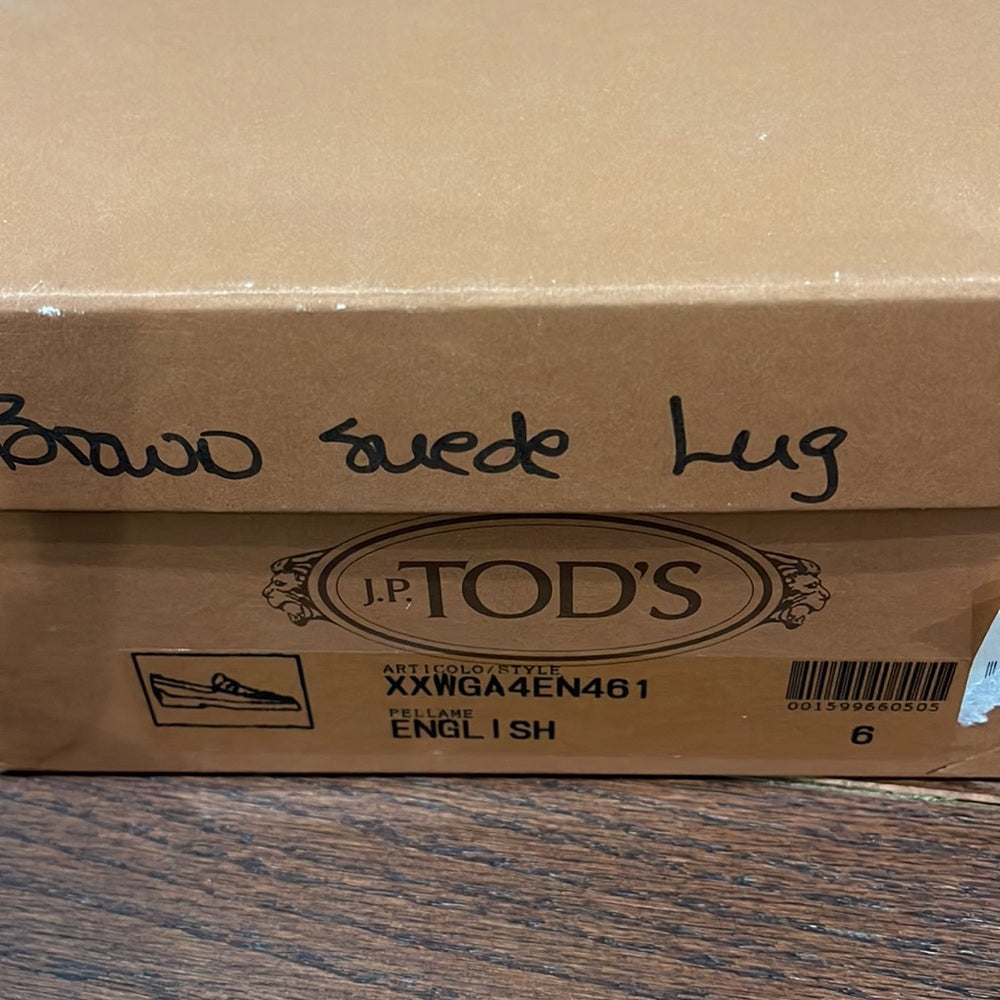 Brown suede Lug
J.P. TOD'S
ARTICOLO/STYLE
XXWGA4EN461
PELLAME
ENGLISH
001599660505
6